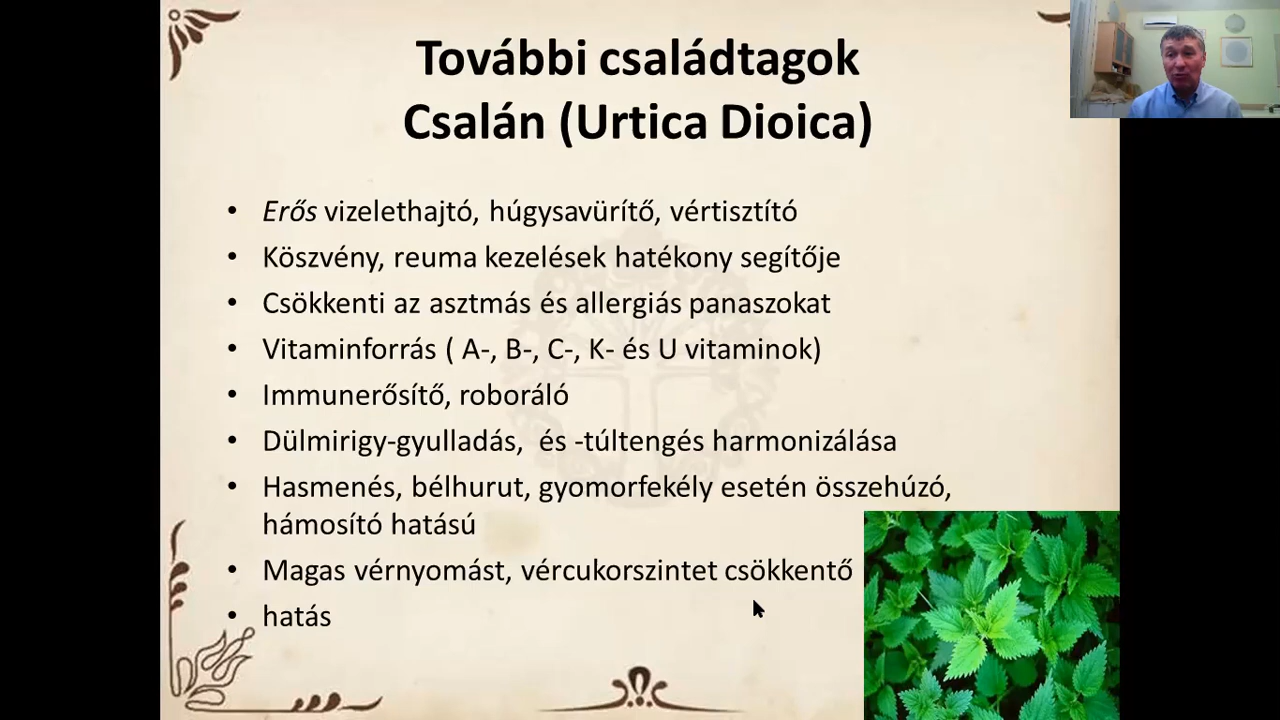 További családtagok
Csalán (Urtica Dioica)
• Erős vizelethajtó, húgysavürítő, vértisztító
• Köszvény, reuma kezelések hatékony segítője
• Csökkenti az asztmás és allergiás panaszokat
• Vitaminforrás ( A-, B-, C-, K- és U vitaminok)
• Immunerősítő, roboráló
• Dülmirigy-gyulladás,  és -túltengés harmonizálása
• Hasmenés, bélhurut, gyomorfekély esetén összehúzó,
hámosító hatású
• Magas vérnyomást, vércukorszintet csökkentő
• hatás